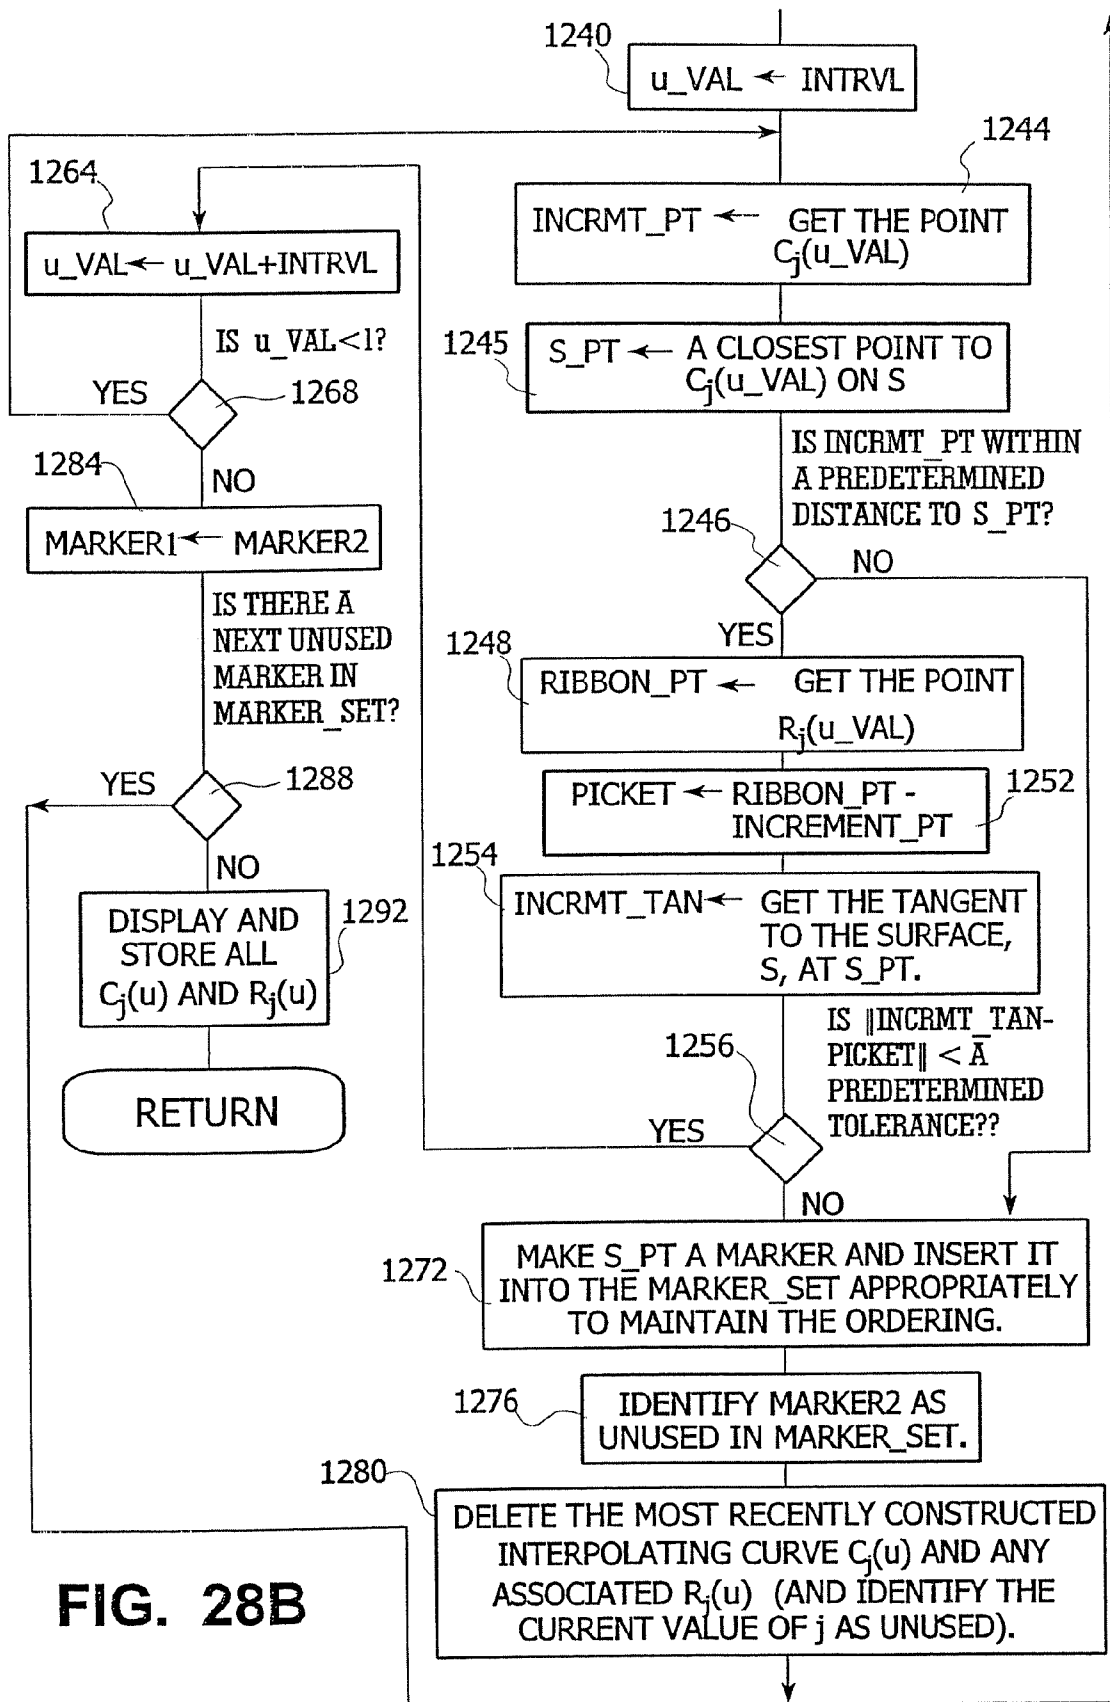 1240
u_VAL ← INTRVL
1244
INCRMT_PT ← GET THE POINT
Cj(u_VAL)
1245
S_PT ← A CLOSEST POINT TO
Cj(u_VAL) ON S
IS INCRMT_PT WITHIN
A PREDETERMINED
DISTANCE TO S_PT?
1246
NO
YES
1248
RIBBON_PT ← GET THE POINT
Rj(u_VAL)
1252
PICKET ← RIBBON_PT -
INCREMENT_PT
1254
INCRMT_TAN ← GET THE TANGENT
TO THE SURFACE,
S, AT S_PT.
IS ||INCRMT_TAN-
PICKET|| < A
PREDETERMINED
TOLERANCE??
1256
YES
NO
1264
u_VAL ← u_VAL+INTRVL
IS u_VAL<1?
YES
1268
NO
1284
MARKER1 ← MARKER2
IS THERE A
NEXT UNUSED
MARKER IN
MARKER_SET?
YES
1288
NO
1292
DISPLAY AND
STORE ALL
Cj(u) AND Rj(u)
RETURN
1272
MAKE S_PT A MARKER AND INSERT IT
INTO THE MARKER_SET APPROPRIATELY
TO MAINTAIN THE ORDERING.
1276
IDENTIFY MARKER2 AS
UNUSED IN MARKER_SET.
1280
DELETE THE MOST RECENTLY CONSTRUCTED
INTERPOLATING CURVE Cj(u) AND ANY
ASSOCIATED Rj(u) (AND IDENTIFY THE
CURRENT VALUE OF j AS UNUSED).
FIG. 28B